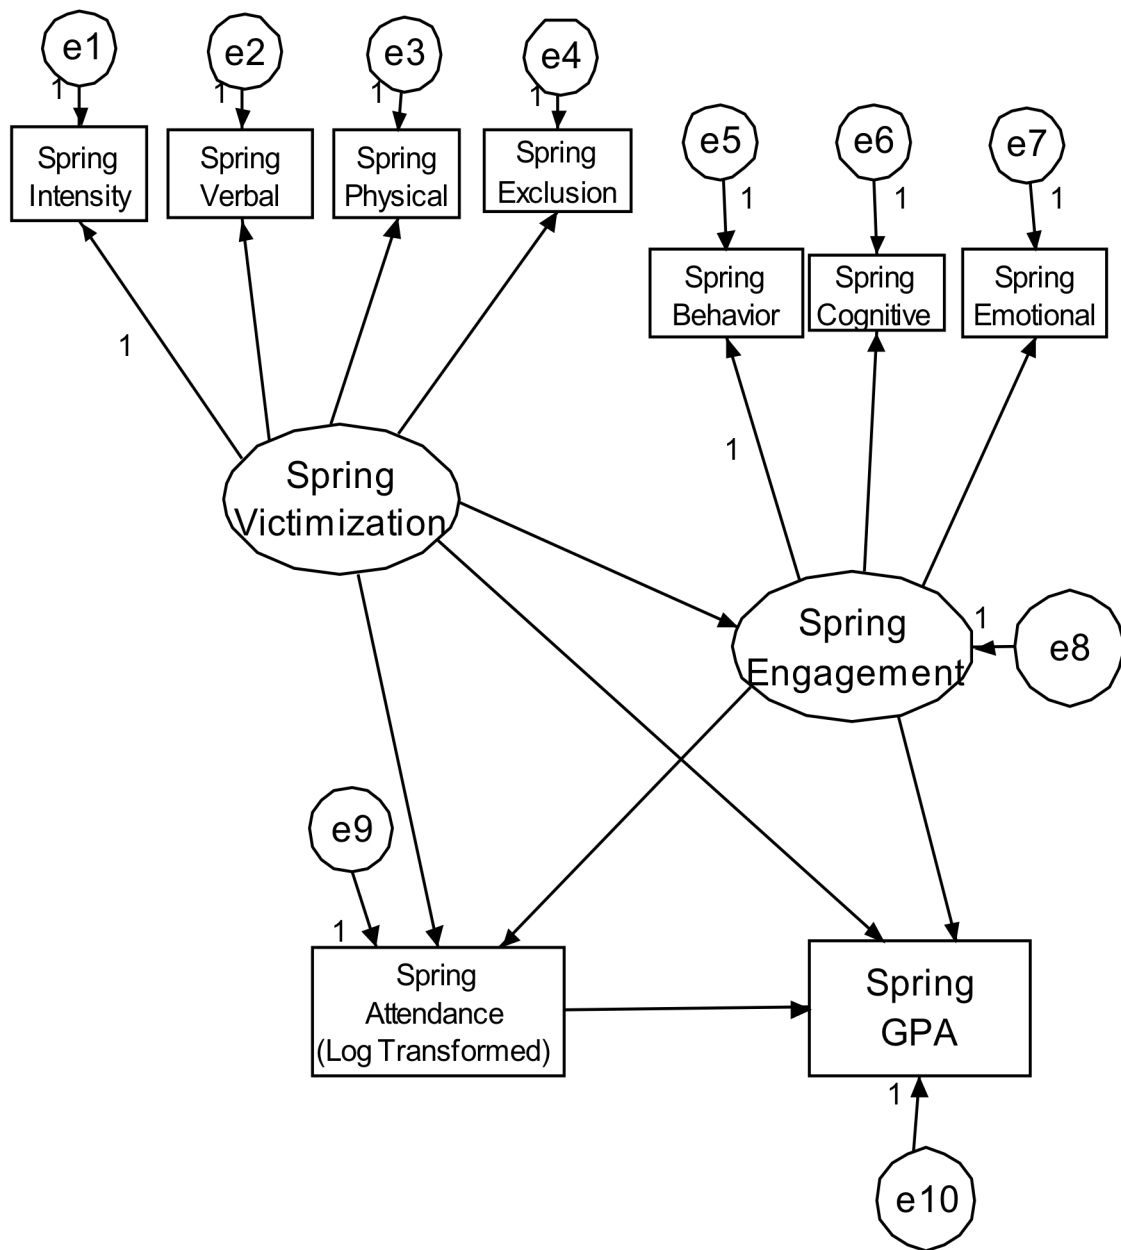 e1
e2
e3
e4
1
1
1
1
Spring
Intensity
Spring
Verbal
Spring
Physical
Spring
Exclusion
e5
e6
e7
1
1
1
Spring
Behavior
Spring
Cognitive
Spring
Emotional
1
1
Spring
Victimization
Spring
Engagement
1
e8
e9
1
Spring
Attendance
(Log Transformed)
Spring
GPA
1
e10